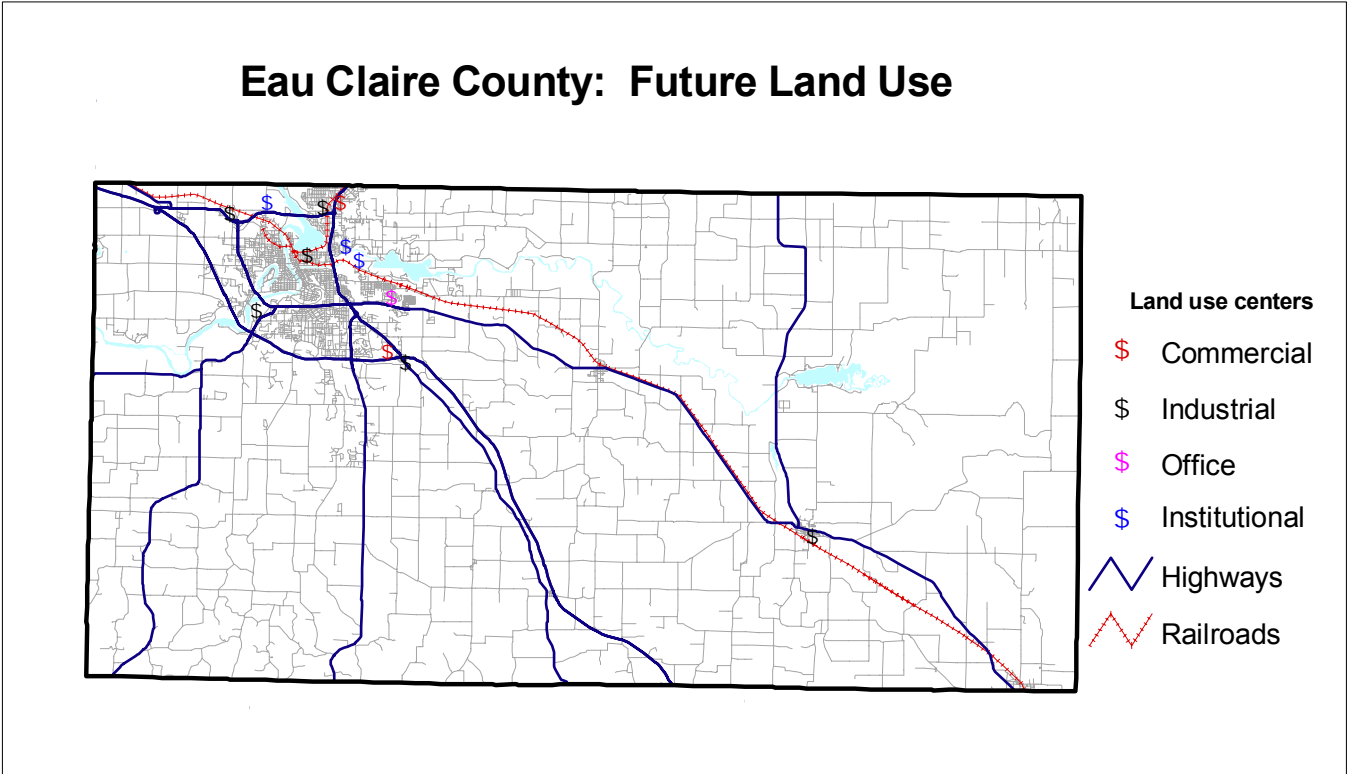 Eau Claire County:  Future Land Use
$
$
$
$
$
$
$
$
$
$
$
$
Land use centers
$ Commercial
$ Industrial
$ Office
$ Institutional
Highways
Railroads